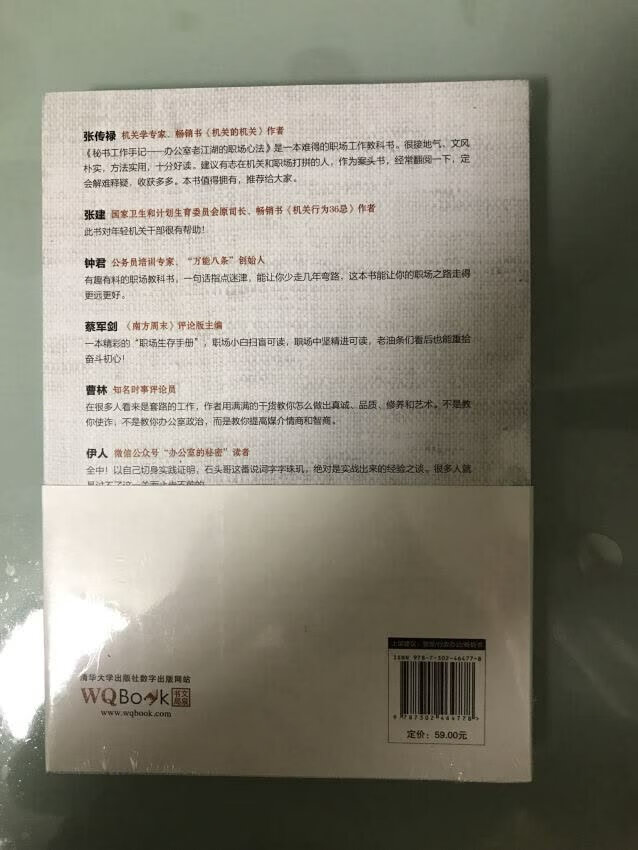 张传禄 机关学专家、畅销书《机关的机关》作者
《秘书工作手记——办公室老江湖的职场心法》是一本难得的职场工作教科书。很接地气，文风
朴实，方法实用，十分好读。建议有志在机关和职场打拼的人，作为案头书，经常翻阅一下，定
会解难释疑，收获多多。本书值得拥有，推荐给大家。
张建 国家卫生和计划生育委员会原司长、畅销书《机关行为36忌》作者
此书对年轻机关干部很有帮助！
钟君 公务员培训专家、“万能八条”创始人
有趣有料的职场教科书，一句话指点迷津，能让你少走几年弯路，这本书能让你的职场之路走得
更远更好。
蔡军剑 《南方周末》评论版主编
一本精彩的“职场生存手册”，职场小白扫盲可读，职场中坚精进可读，老油条们看后也能重拾
奋斗初心！
曹林 知名时事评论员
在很多人看来是套路的工作，作者用满满的干货教你怎么做出真诚、品质、修养和艺术。不是教
你使诈，不是教你办公室政治，而是教你提高媒介情商和智商。
伊人 微信公众号“办公室的秘密”读者
全中！以自己切身实践证明，石头哥这番说词字字珠玑，绝对是实战出来的经验之谈。很多人就
清华大学出版社数字出版网站
WQBook 文泉书局
www.wqbook.com
ISBN 978-7-302-46477-8
9 787302 464778 >
定价：59.00元